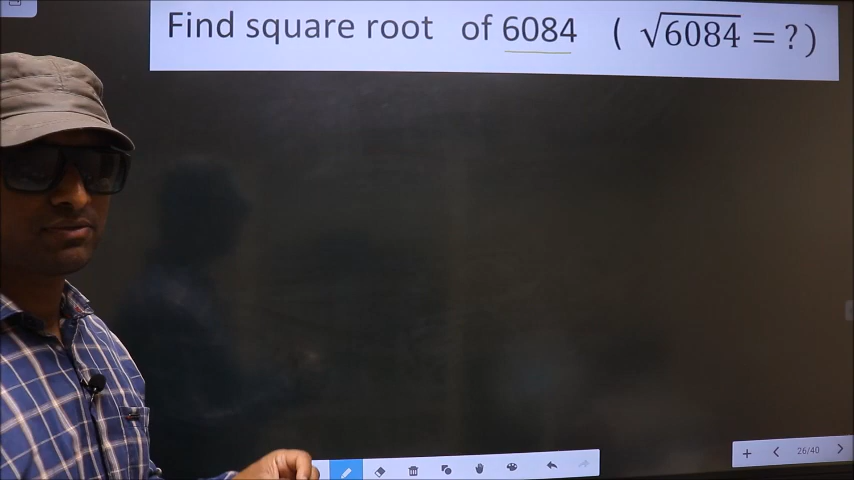 Find square root of 6084 ( √6084 = ? )
26/40